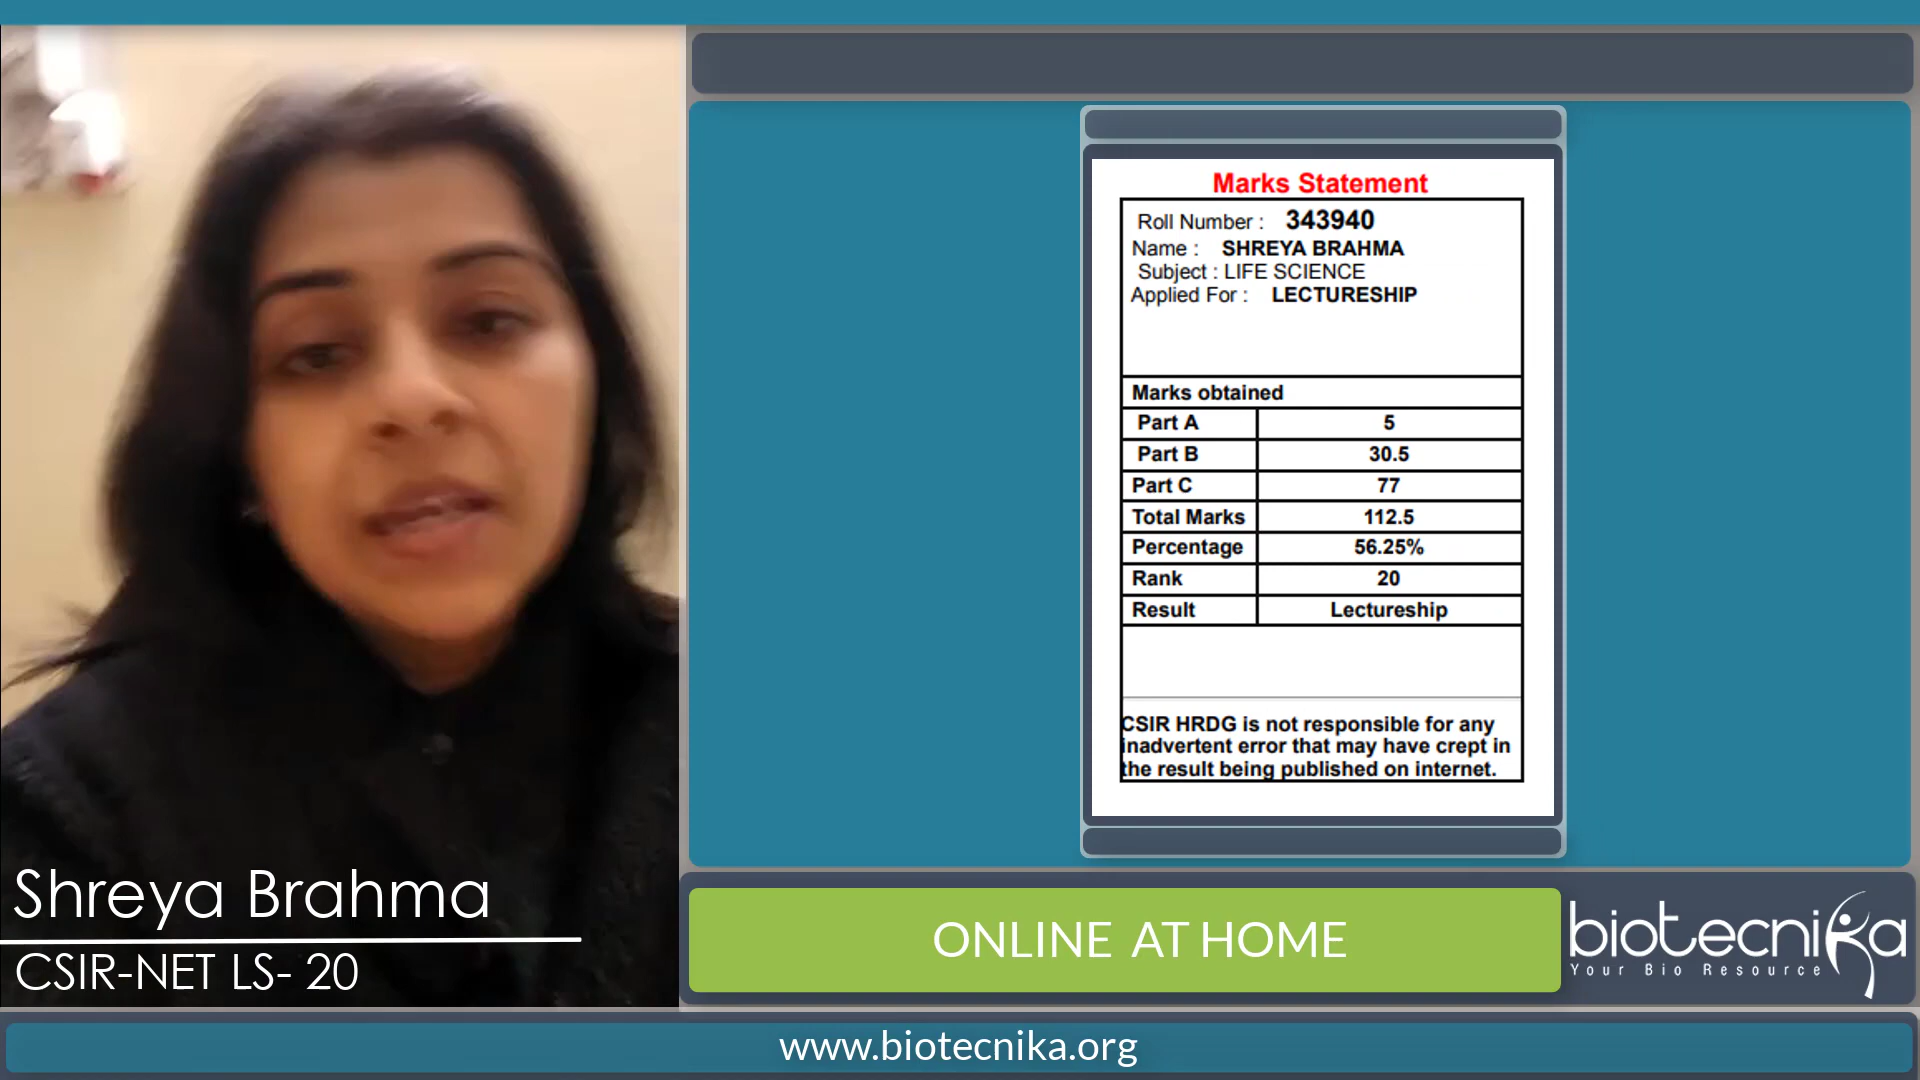 Marks Statement
Roll Number : 343940
Name : SHREYA BRAHMA
Subject : LIFE SCIENCE
Applied For : LECTURESHIP
Marks obtained
Part A 5
Part B 30.5
Part C 77
Total Marks 112.5
Percentage 56.25%
Rank 20
Result Lectureship
CSIR HRDG is not responsible for any
inadvertent error that may have crept in
the result being published on internet.
Shreya Brahma
CSIR-NET LS- 20
ONLINE AT HOME
biotecnika
Your Bio Resource
www.biotecnika.org